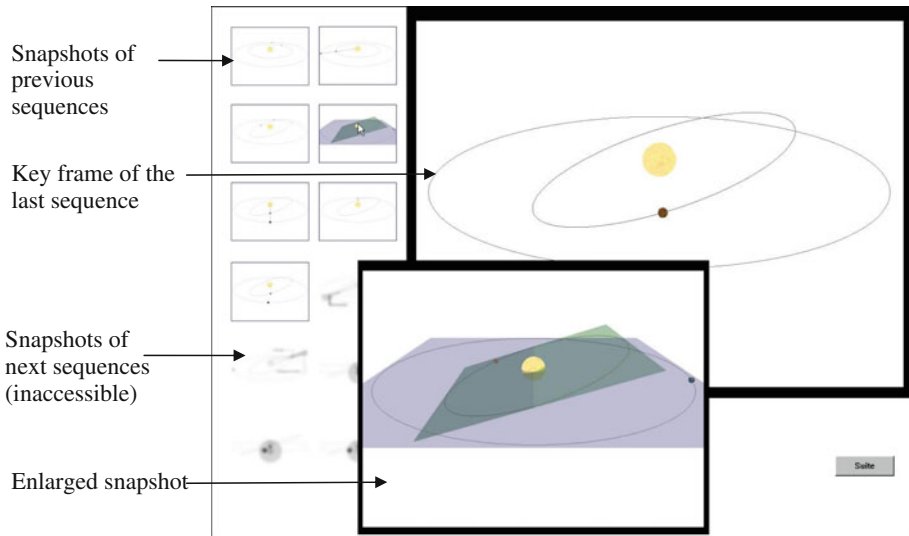 Snapshots of
previous
sequences
Key frame of the
last sequence
Snapshots of
next sequences
(inaccessible)
Enlarged snapshot
Suite